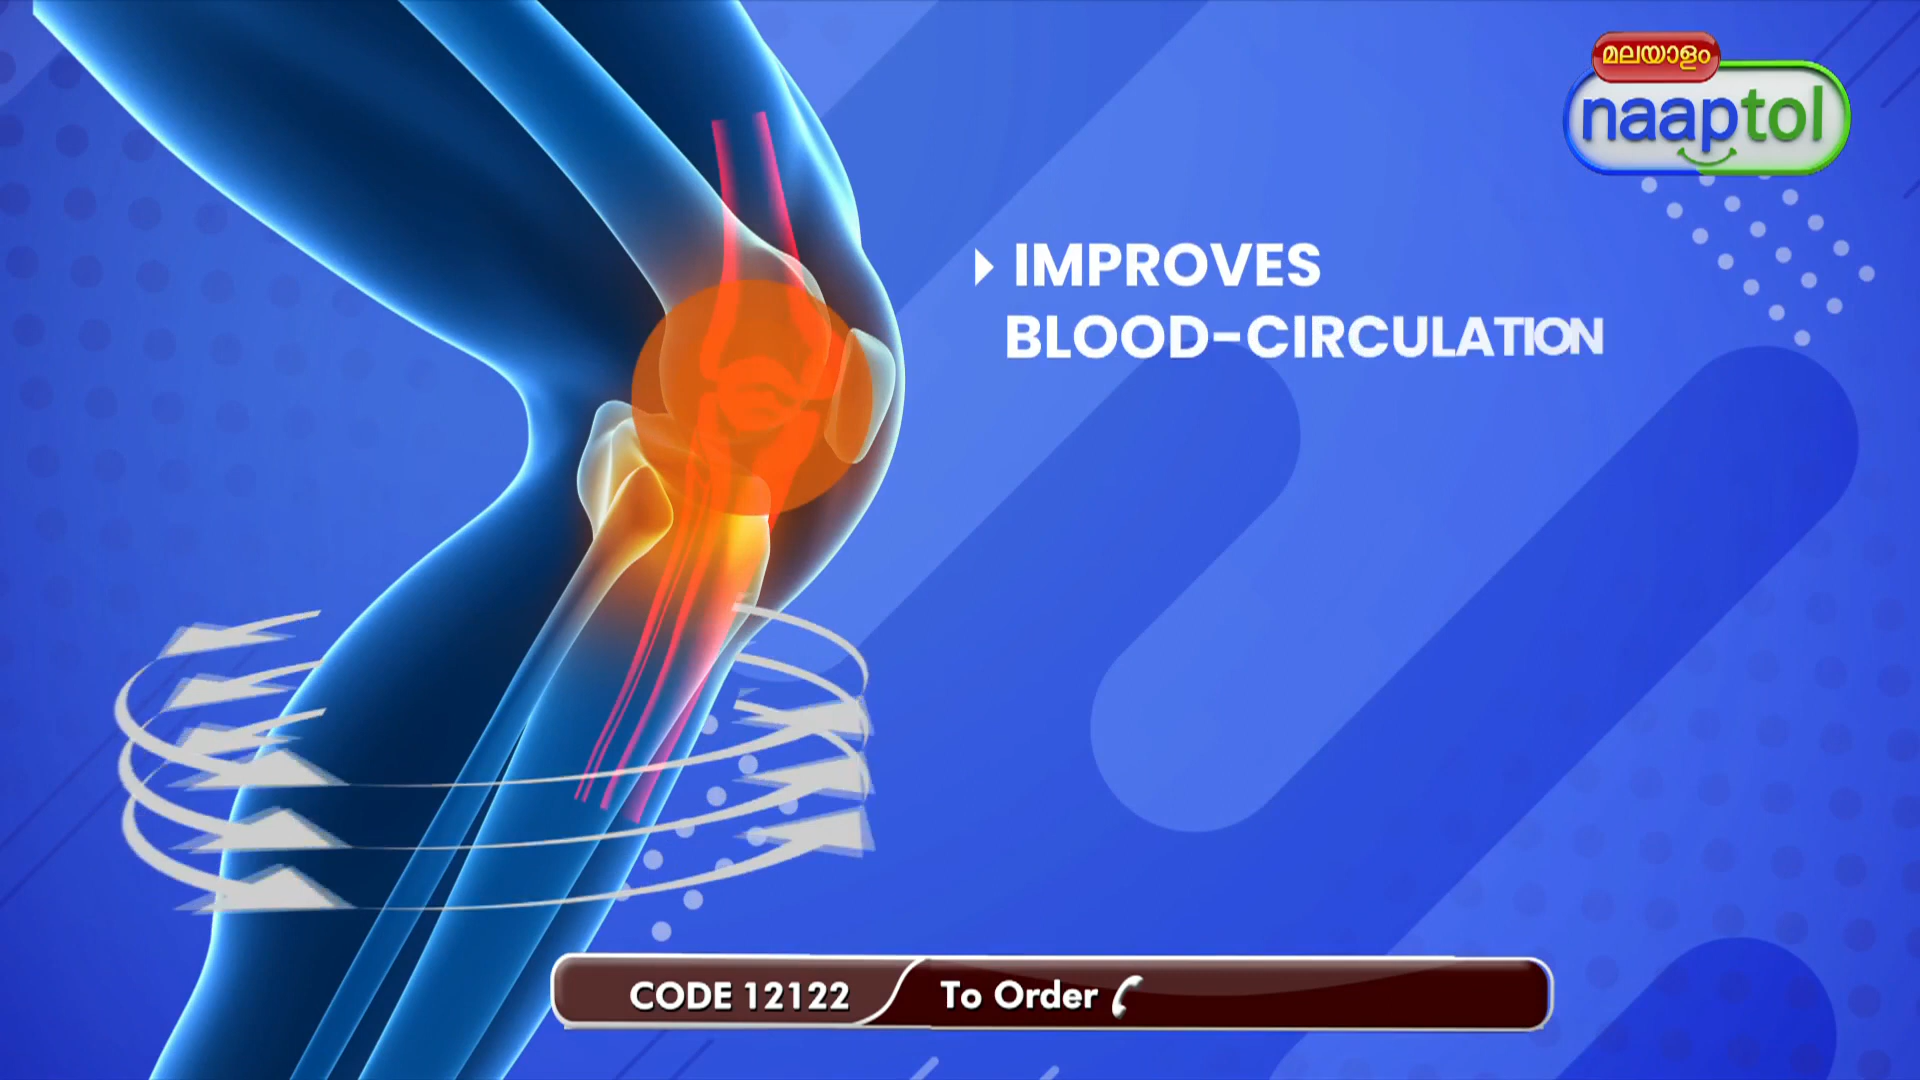 മലയാളം
naaptol
IMPROVES
BLOOD-CIRCULATION
CODE 12122 To Order